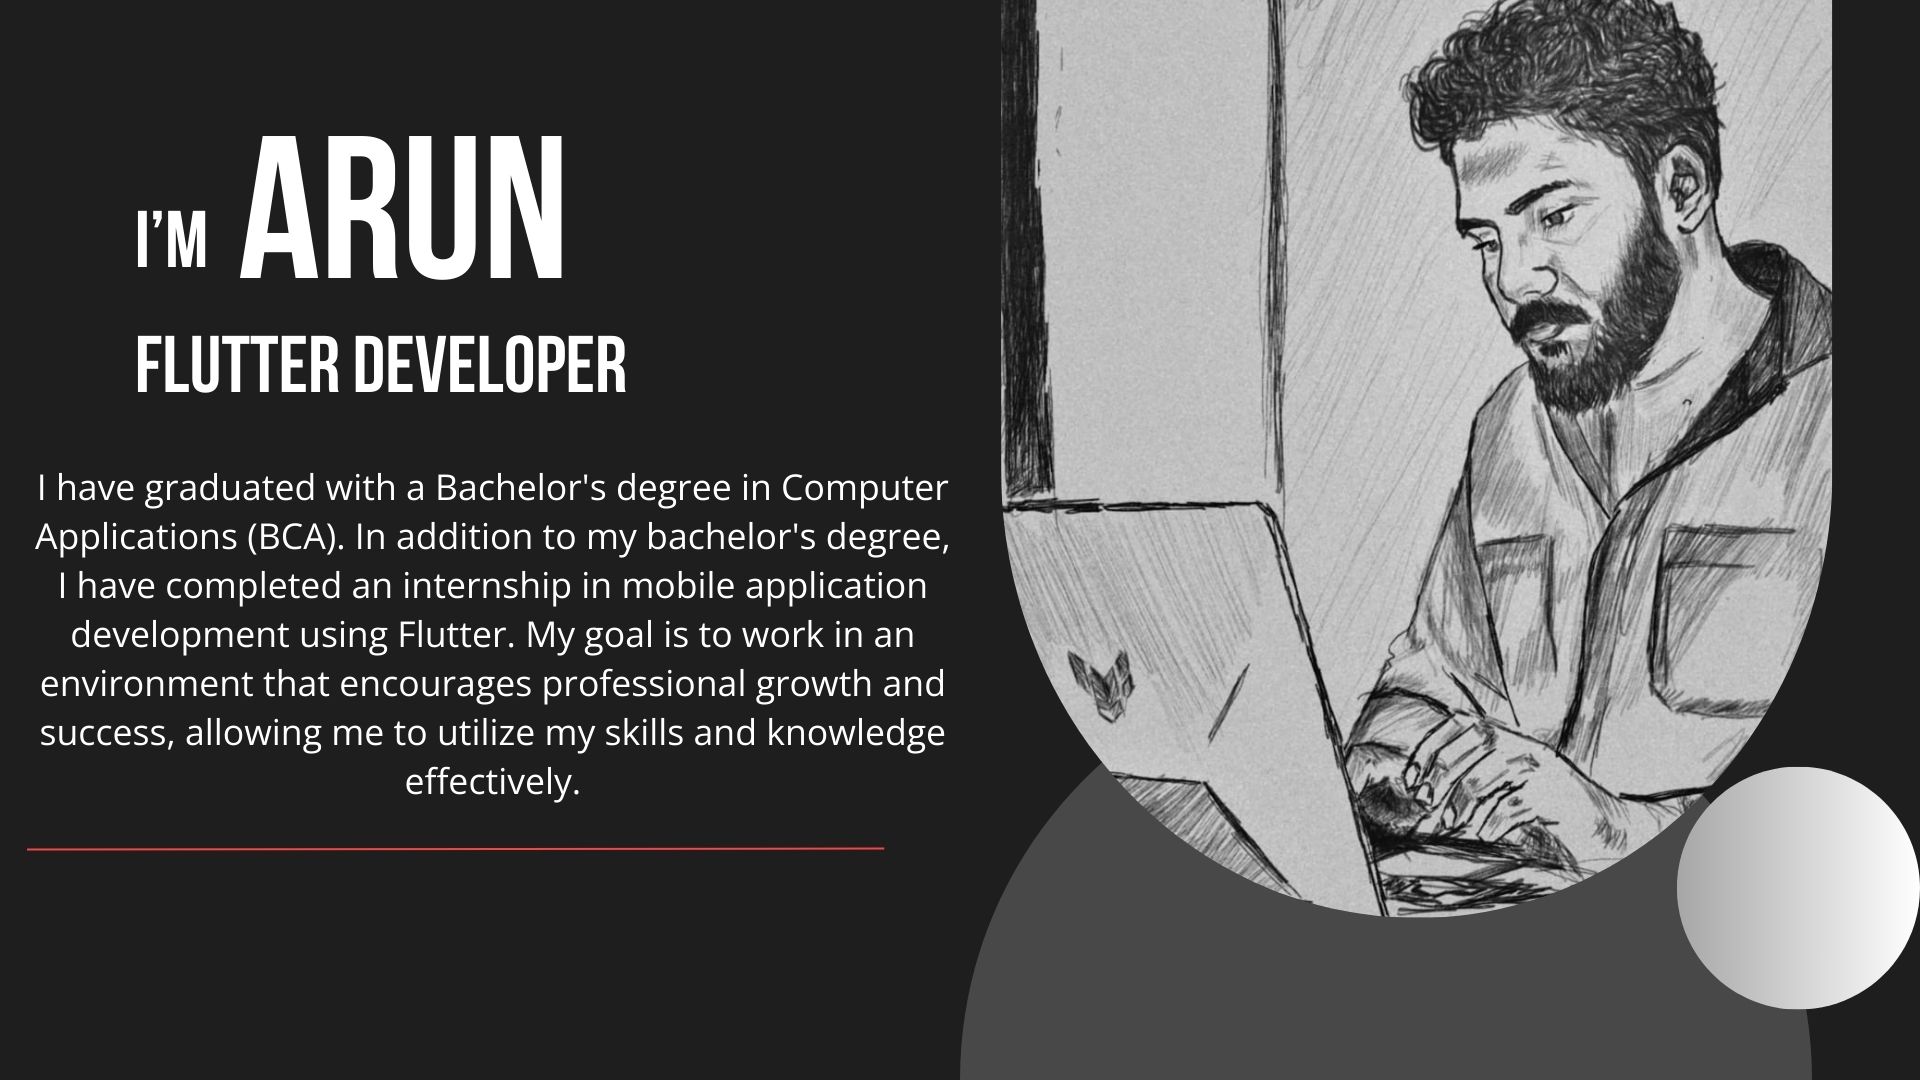 I'M ARUN
FLUTTER DEVELOPER
I have graduated with a Bachelor's degree in Computer
Applications (BCA). In addition to my bachelor's degree,
I have completed an internship in mobile application
development using Flutter. My goal is to work in an
environment that encourages professional growth and
success, allowing me to utilize my skills and knowledge
effectively.